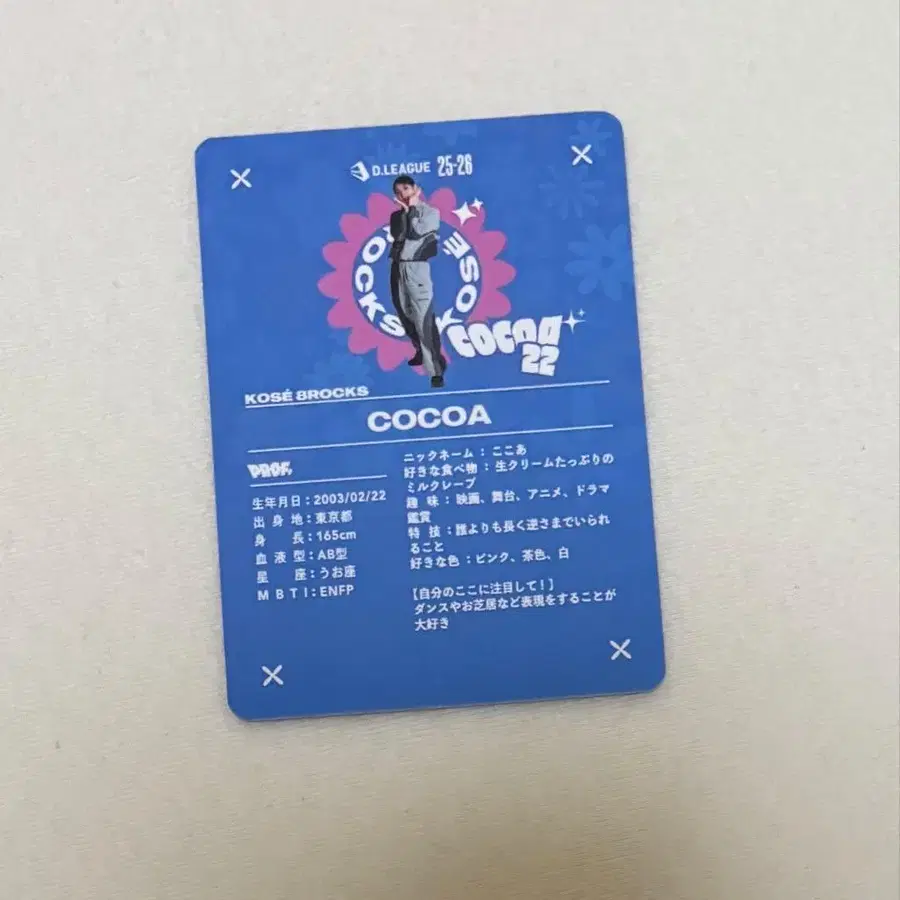 D.LEAGUE 25-26
KOSÉ 8ROCKS
COCOA
22
KOSÉ 8ROCKS
COCOA
PROF.
生年月日：2003/02/22
出身地：東京都
身長：165cm
血液型：AB型
星座：うお座
MBTI：ENFP
ニックネーム：ここあ
好きな食べ物：生クリームたっぷりの
ミルクレープ
趣味：映画、舞台、アニメ、ドラマ
鑑賞
特技：誰よりも長く逆さまでいられ
ること
好きな色：ピンク、茶色、白
【自分のここに注目して！】
ダンスやお芝居など表現をすることが
大好き